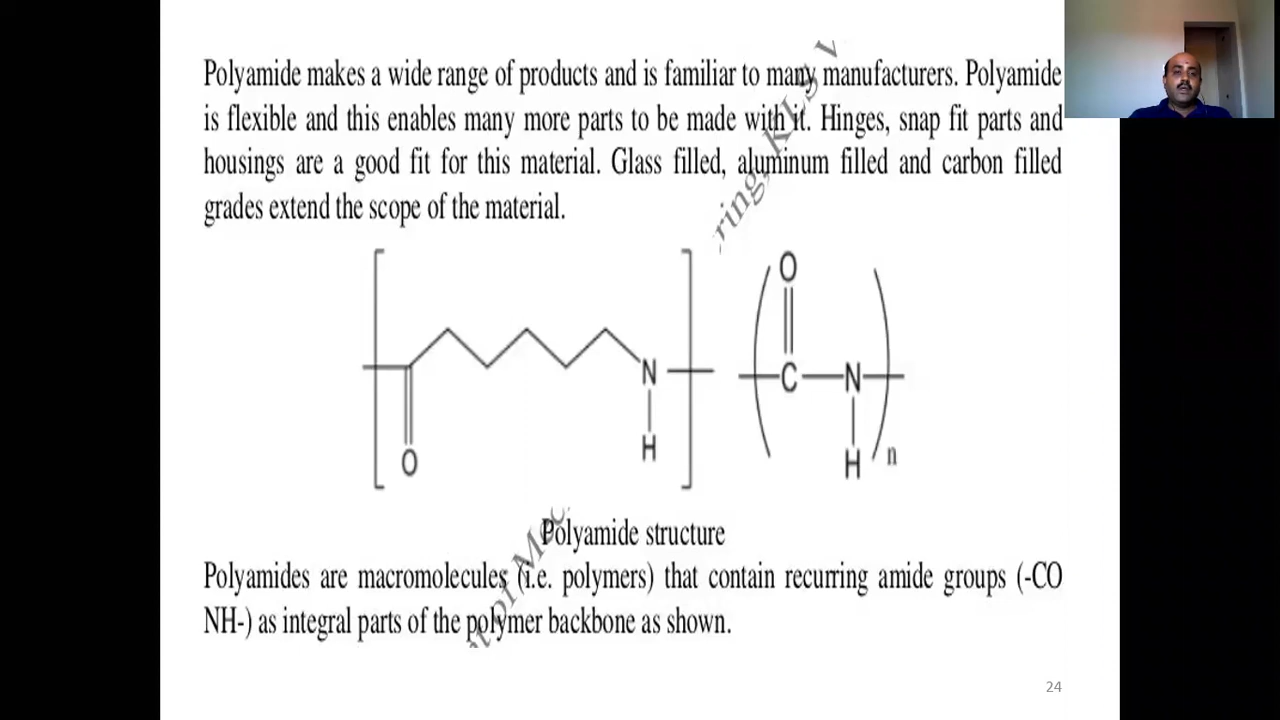 Polyamide makes a wide range of products and is familiar to many manufacturers. Polyamide
is flexible and this enables many more parts to be made with it. Hinges, snap fit parts and
housings are a good fit for this material. Glass filled, aluminum filled and carbon filled
grades extend the scope of the material.
O
C N
H n
N
H
O
Polyamide structure
Polyamides are macromolecules (i.e. polymers) that contain recurring amide groups (-CO
NH-) as integral parts of the polymer backbone as shown.
24